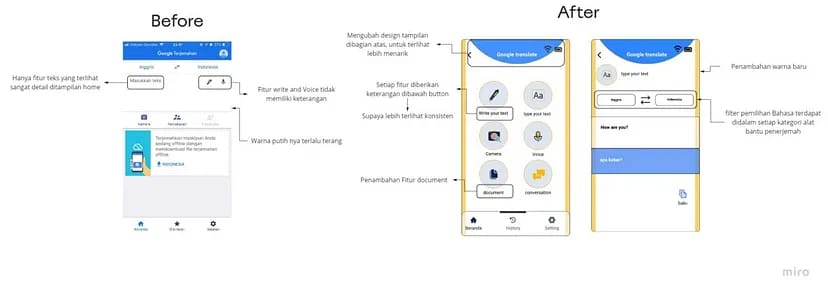 Before
After
Google Terjemahan
Inggris
Indonesia
Masukkan teks
Hanya fitur teks yang terlihat
sangat detail ditampilan home
Fitur write and Voice tidak
memiliki keterangan
Kamera
Percakapan
Warna putih nya terlalu terang
Terjemahkan meskipun Anda
sedang offline dengan
mendownload file terjemahan
offline.
INDONESIA
Beranda
Setelan
Mengubah design tampilan
dibagian atas, untuk terlihat
lebih menarik
Setiap fitur diberikan
keterangan dibawah button
Supaya lebih terlihat konsisten
Penambahan Fitur document
Google translate
Write your text
Aa
type your text
Camera
Voice
document
conversation
Beranda
History
Setting
Google translate
Aa
type your text
Inggris
Indonesia
How are you?
apa kabar?
Salin
Penambahan warna baru
filter pemilihan Bahasa terdapat
didalam setiap kategori alat
bantu penerjemah
miro